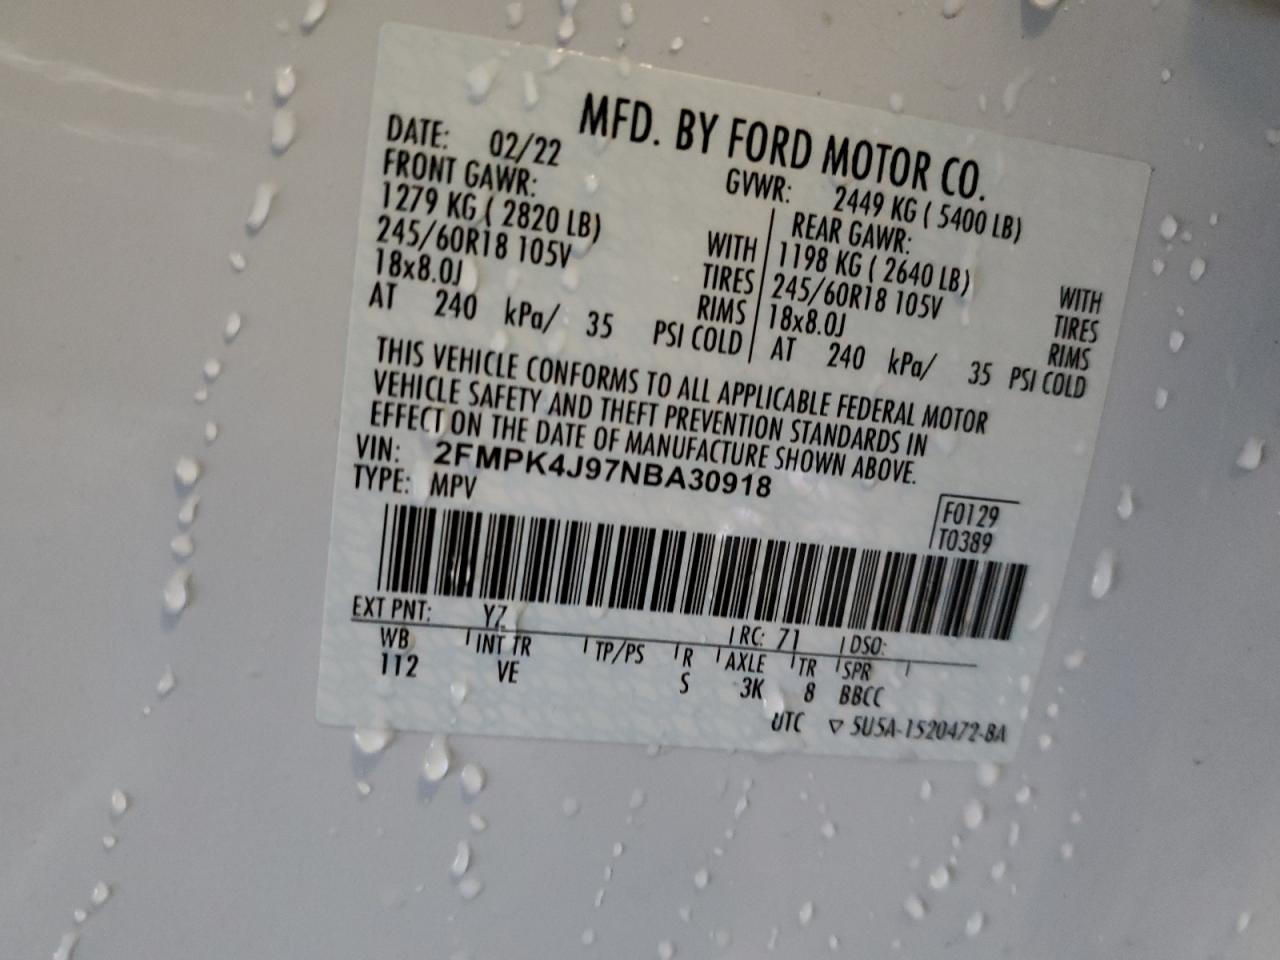 MFD. BY FORD MOTOR CO.
DATE: 02/22 GVWR: 2449 KG ( 5400 LB)
FRONT GAWR: REAR GAWR:
1279 KG ( 2820 LB) WITH 1198 KG ( 2640 LB) WITH
245/60R18 105V TIRES 245/60R18 105V TIRES
18x8.0J RIMS 18x8.0J RIMS
AT 240 kPa/ 35 PSI COLD AT 240 kPa/ 35 PSI COLD
THIS VEHICLE CONFORMS TO ALL APPLICABLE FEDERAL MOTOR
VEHICLE SAFETY AND THEFT PREVENTION STANDARDS IN
EFFECT ON THE DATE OF MANUFACTURE SHOWN ABOVE.
VIN: 2FMPK4J97NBA30918
TYPE: MPV
F0129
T0389
EXT PNT: YZ RC: 71 DSO:
WB INT TR TP/PS R AXLE TR SPR
112 VE S 3K 8 BBCC
UTC ▽ 5U5A-1520472-BA